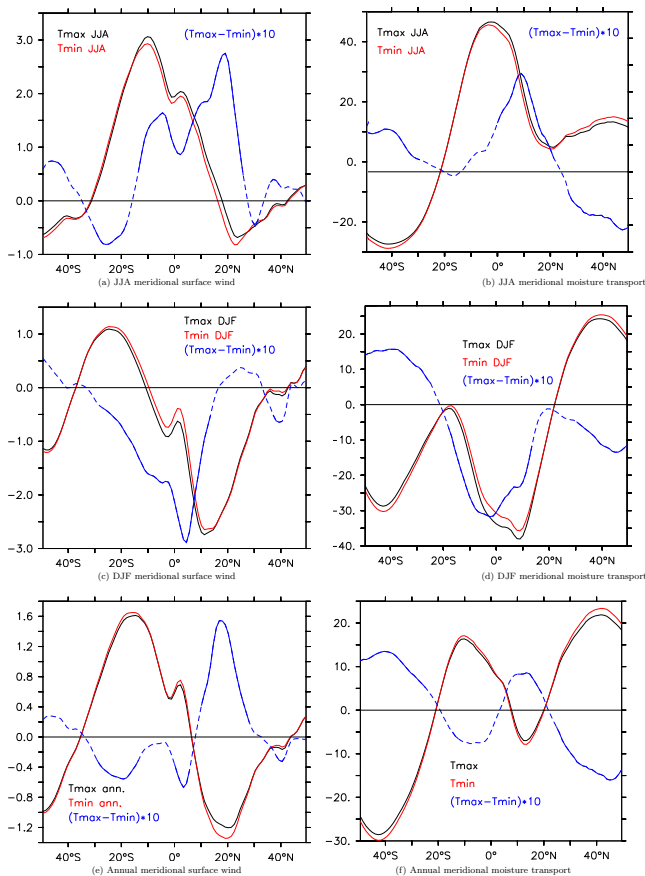 Tmax JJA
Tmin JJA
(Tmax−Tmin)*10
3.0
2.0
1.0
0.0
−1.0
40°S
20°S
0°
20°N
40°N
(a) JJA meridional surface wind
Tmax JJA
Tmin JJA
(Tmax−Tmin)*10
40.
20.
0.
−20.
40°S
20°S
0°
20°N
40°N
(b) JJA meridional moisture transport
Tmax DJF
Tmin DJF
(Tmax−Tmin)*10
1.0
0.0
−1.0
−2.0
−3.0
40°S
20°S
0°
20°N
40°N
(c) DJF meridional surface wind
Tmax DJF
Tmin DJF
(Tmax−Tmin)*10
20.
10.
0.
−10.
−20.
−30.
−40.
40°S
20°S
0°
20°N
40°N
(d) DJF meridional moisture transport
1.6
1.2
0.8
0.4
0.0
−0.4
−0.8
−1.2
Tmax ann.
Tmin ann.
(Tmax−Tmin)*10
40°S
20°S
0°
20°N
40°N
(e) Annual meridional surface wind
20.
10.
0.
−10.
−20.
−30.
Tmax
Tmin
(Tmax−Tmin)*10
40°S
20°S
0°
20°N
40°N
(f) Annual meridional moisture transport